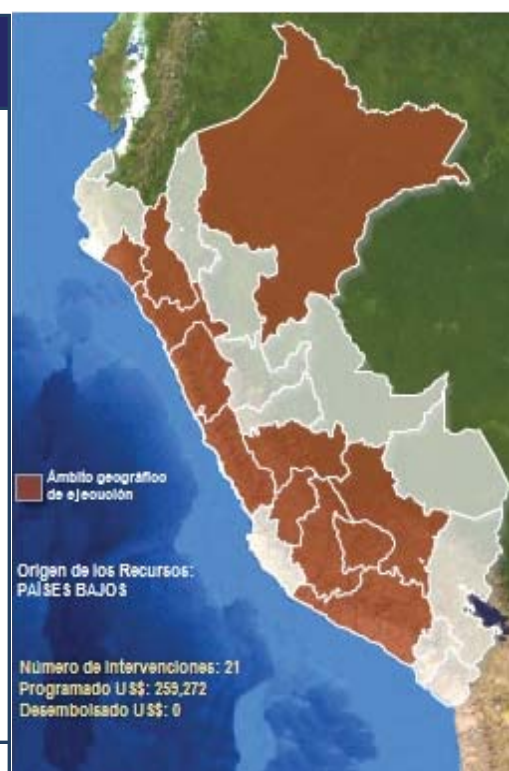 Ámbito geográfico
de ejecución
Origen de los Recursos:
PAÍSES BAJOS
Número de Intervenciones: 21
Programado US$: 259,272
Desembolsado US$: 0